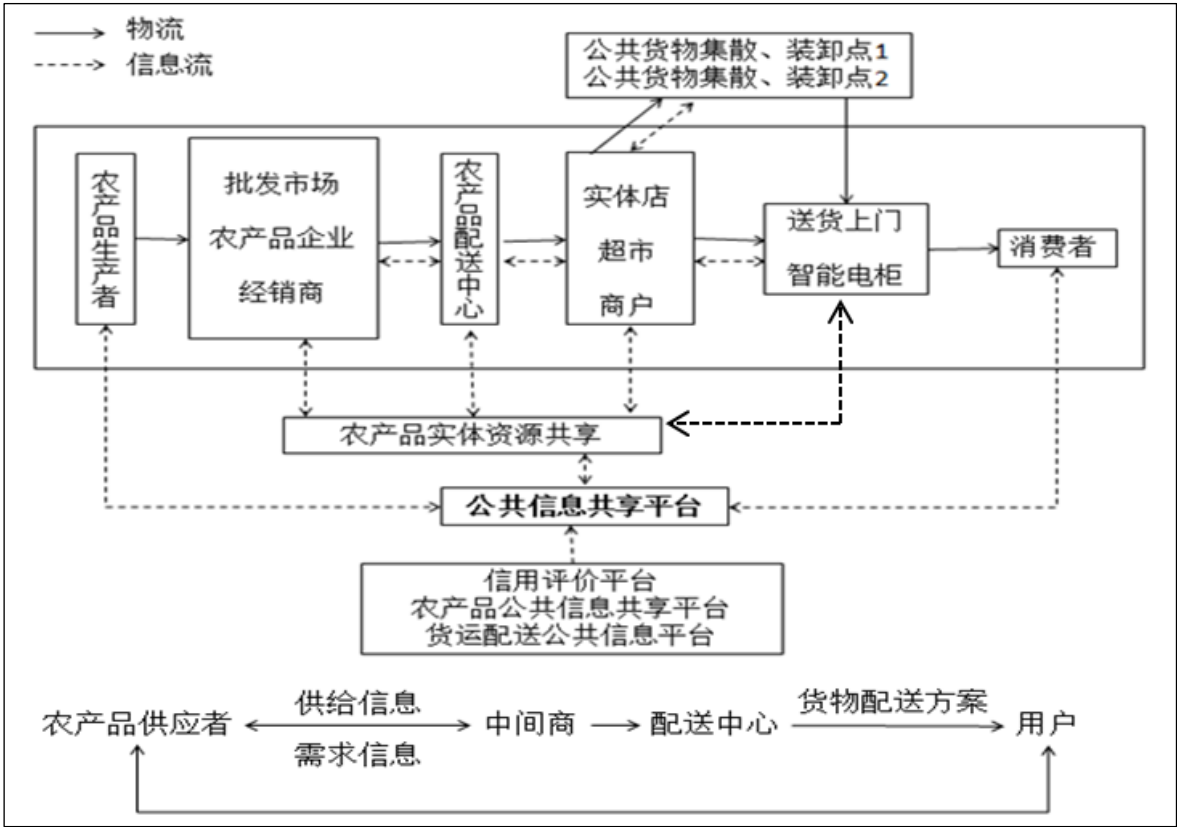 物流
信息流
公共货物集散、装卸点1
公共货物集散、装卸点2
农产品生产者
批发市场
农产品企业
经销商
农产品配送中心
实体店
超市
商户
送货上门
智能电柜
消费者
农产品实体资源共享
公共信息共享平台
信用评价平台
农产品公共信息共享平台
货运配送公共信息平台
农产品供应者
供给信息
需求信息
中间商
配送中心
货物配送方案
用户